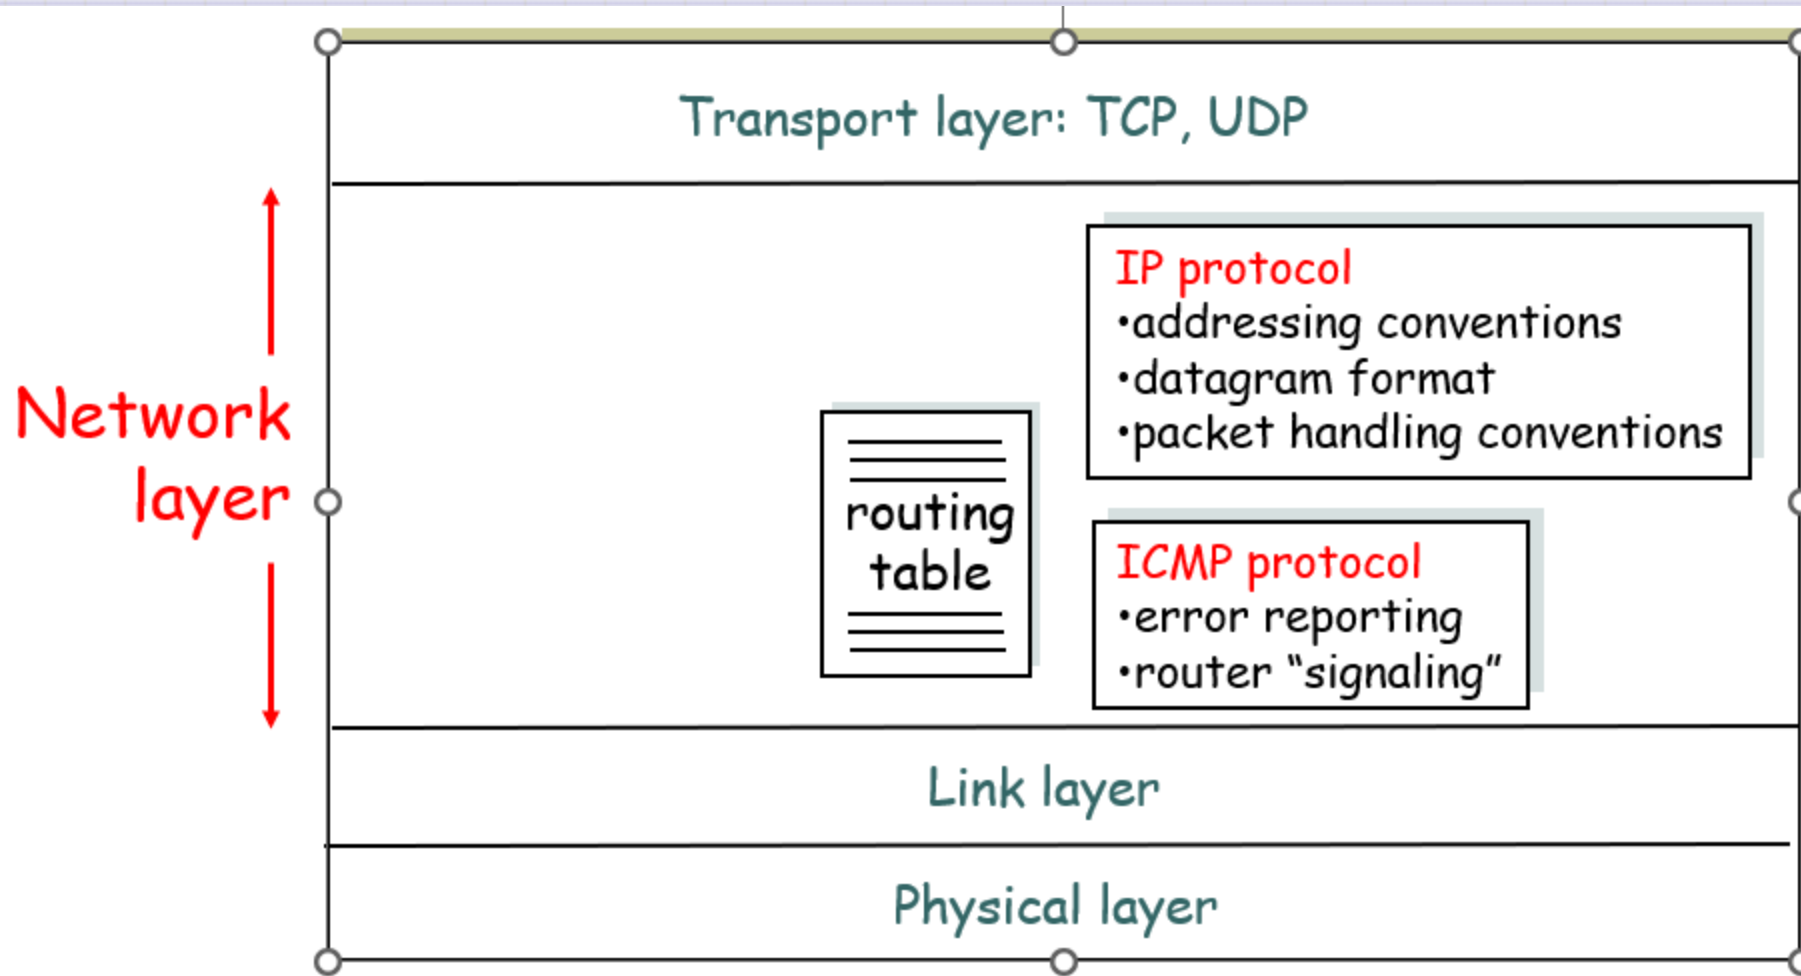 Transport layer: TCP, UDP
Network
layer
IP protocol
•addressing conventions
•datagram format
•packet handling conventions
routing
table
ICMP protocol
•error reporting
•router “signaling”
Link layer
Physical layer